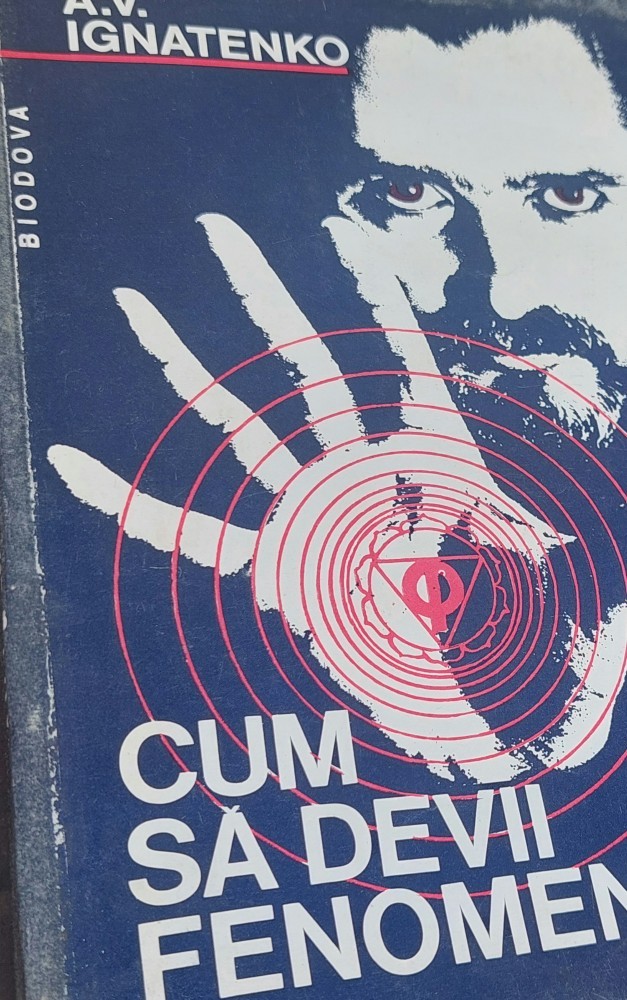 A.V.
IGNATENKO
BIODOVA
CUM
SĂ DEVII
FENOMEN
φ